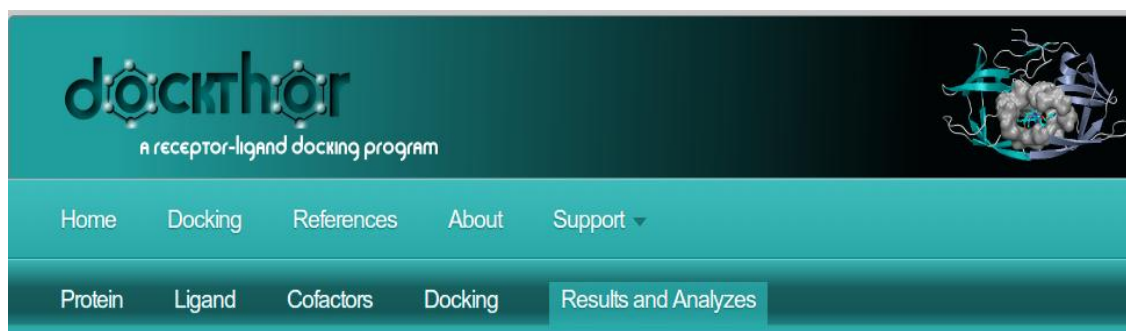 dockthor
A receptor-ligand docking program
Home Docking References About Support
Protein Ligand Cofactors Docking Results and Analyzes